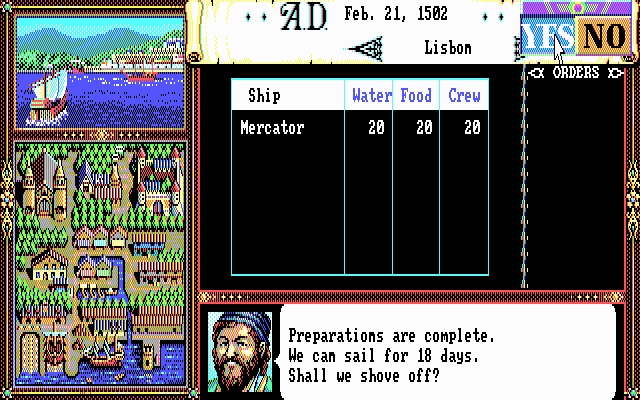 A.D. Feb. 21, 1502
Lisbon
YES NO
ORDERS
Ship Water Food Crew
Mercator 20 20 20
Preparations are complete.
We can sail for 18 days.
Shall we shove off?